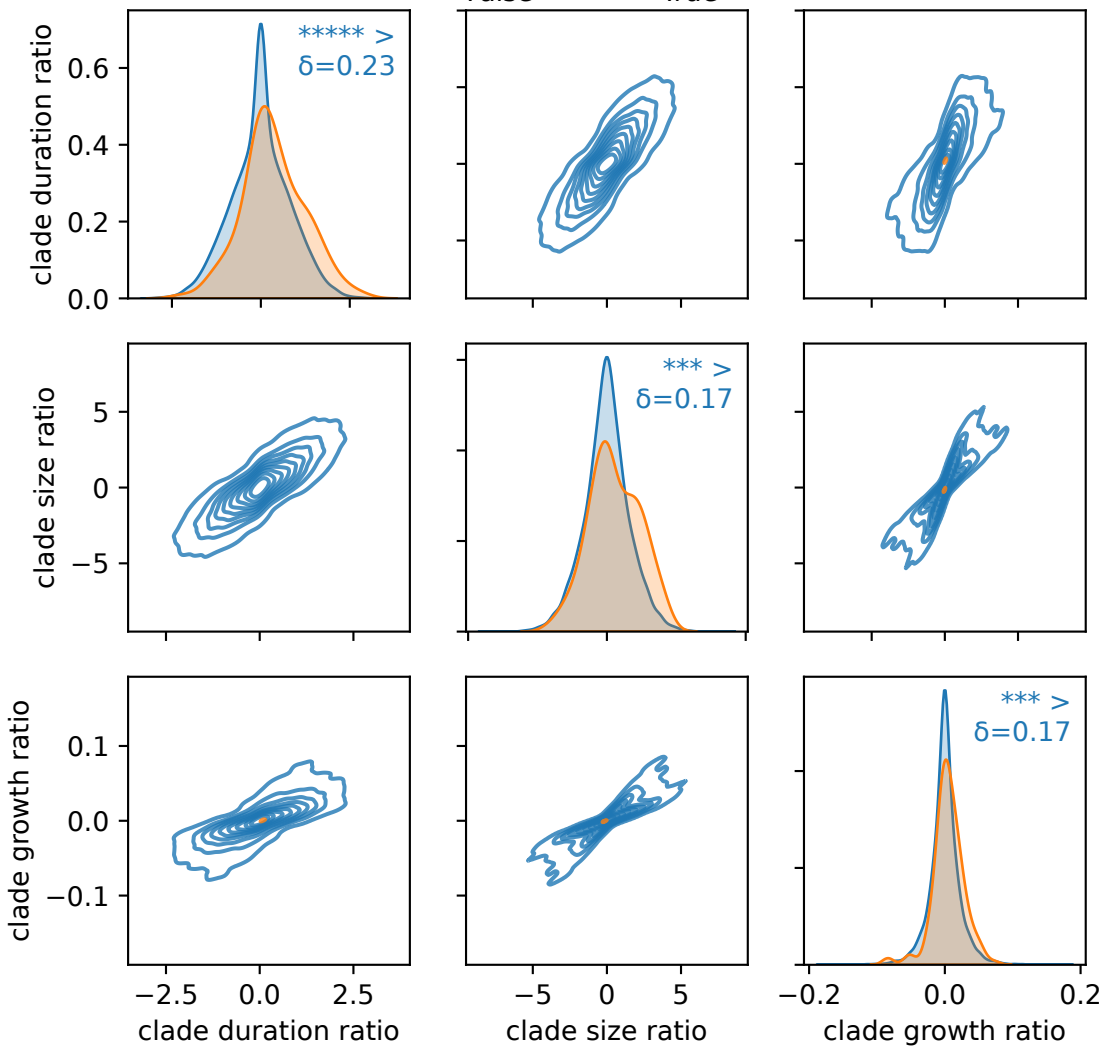 ***** >
δ=0.23
clade duration ratio
0.6
0.4
0.2
0.0
*** >
δ=0.17
clade size ratio
5
0
−5
*** >
δ=0.17
clade growth ratio
0.1
0.0
−0.1
−2.5 0.0 2.5
−5 0 5
−0.2 0.0 0.2
clade duration ratio
clade size ratio
clade growth ratio